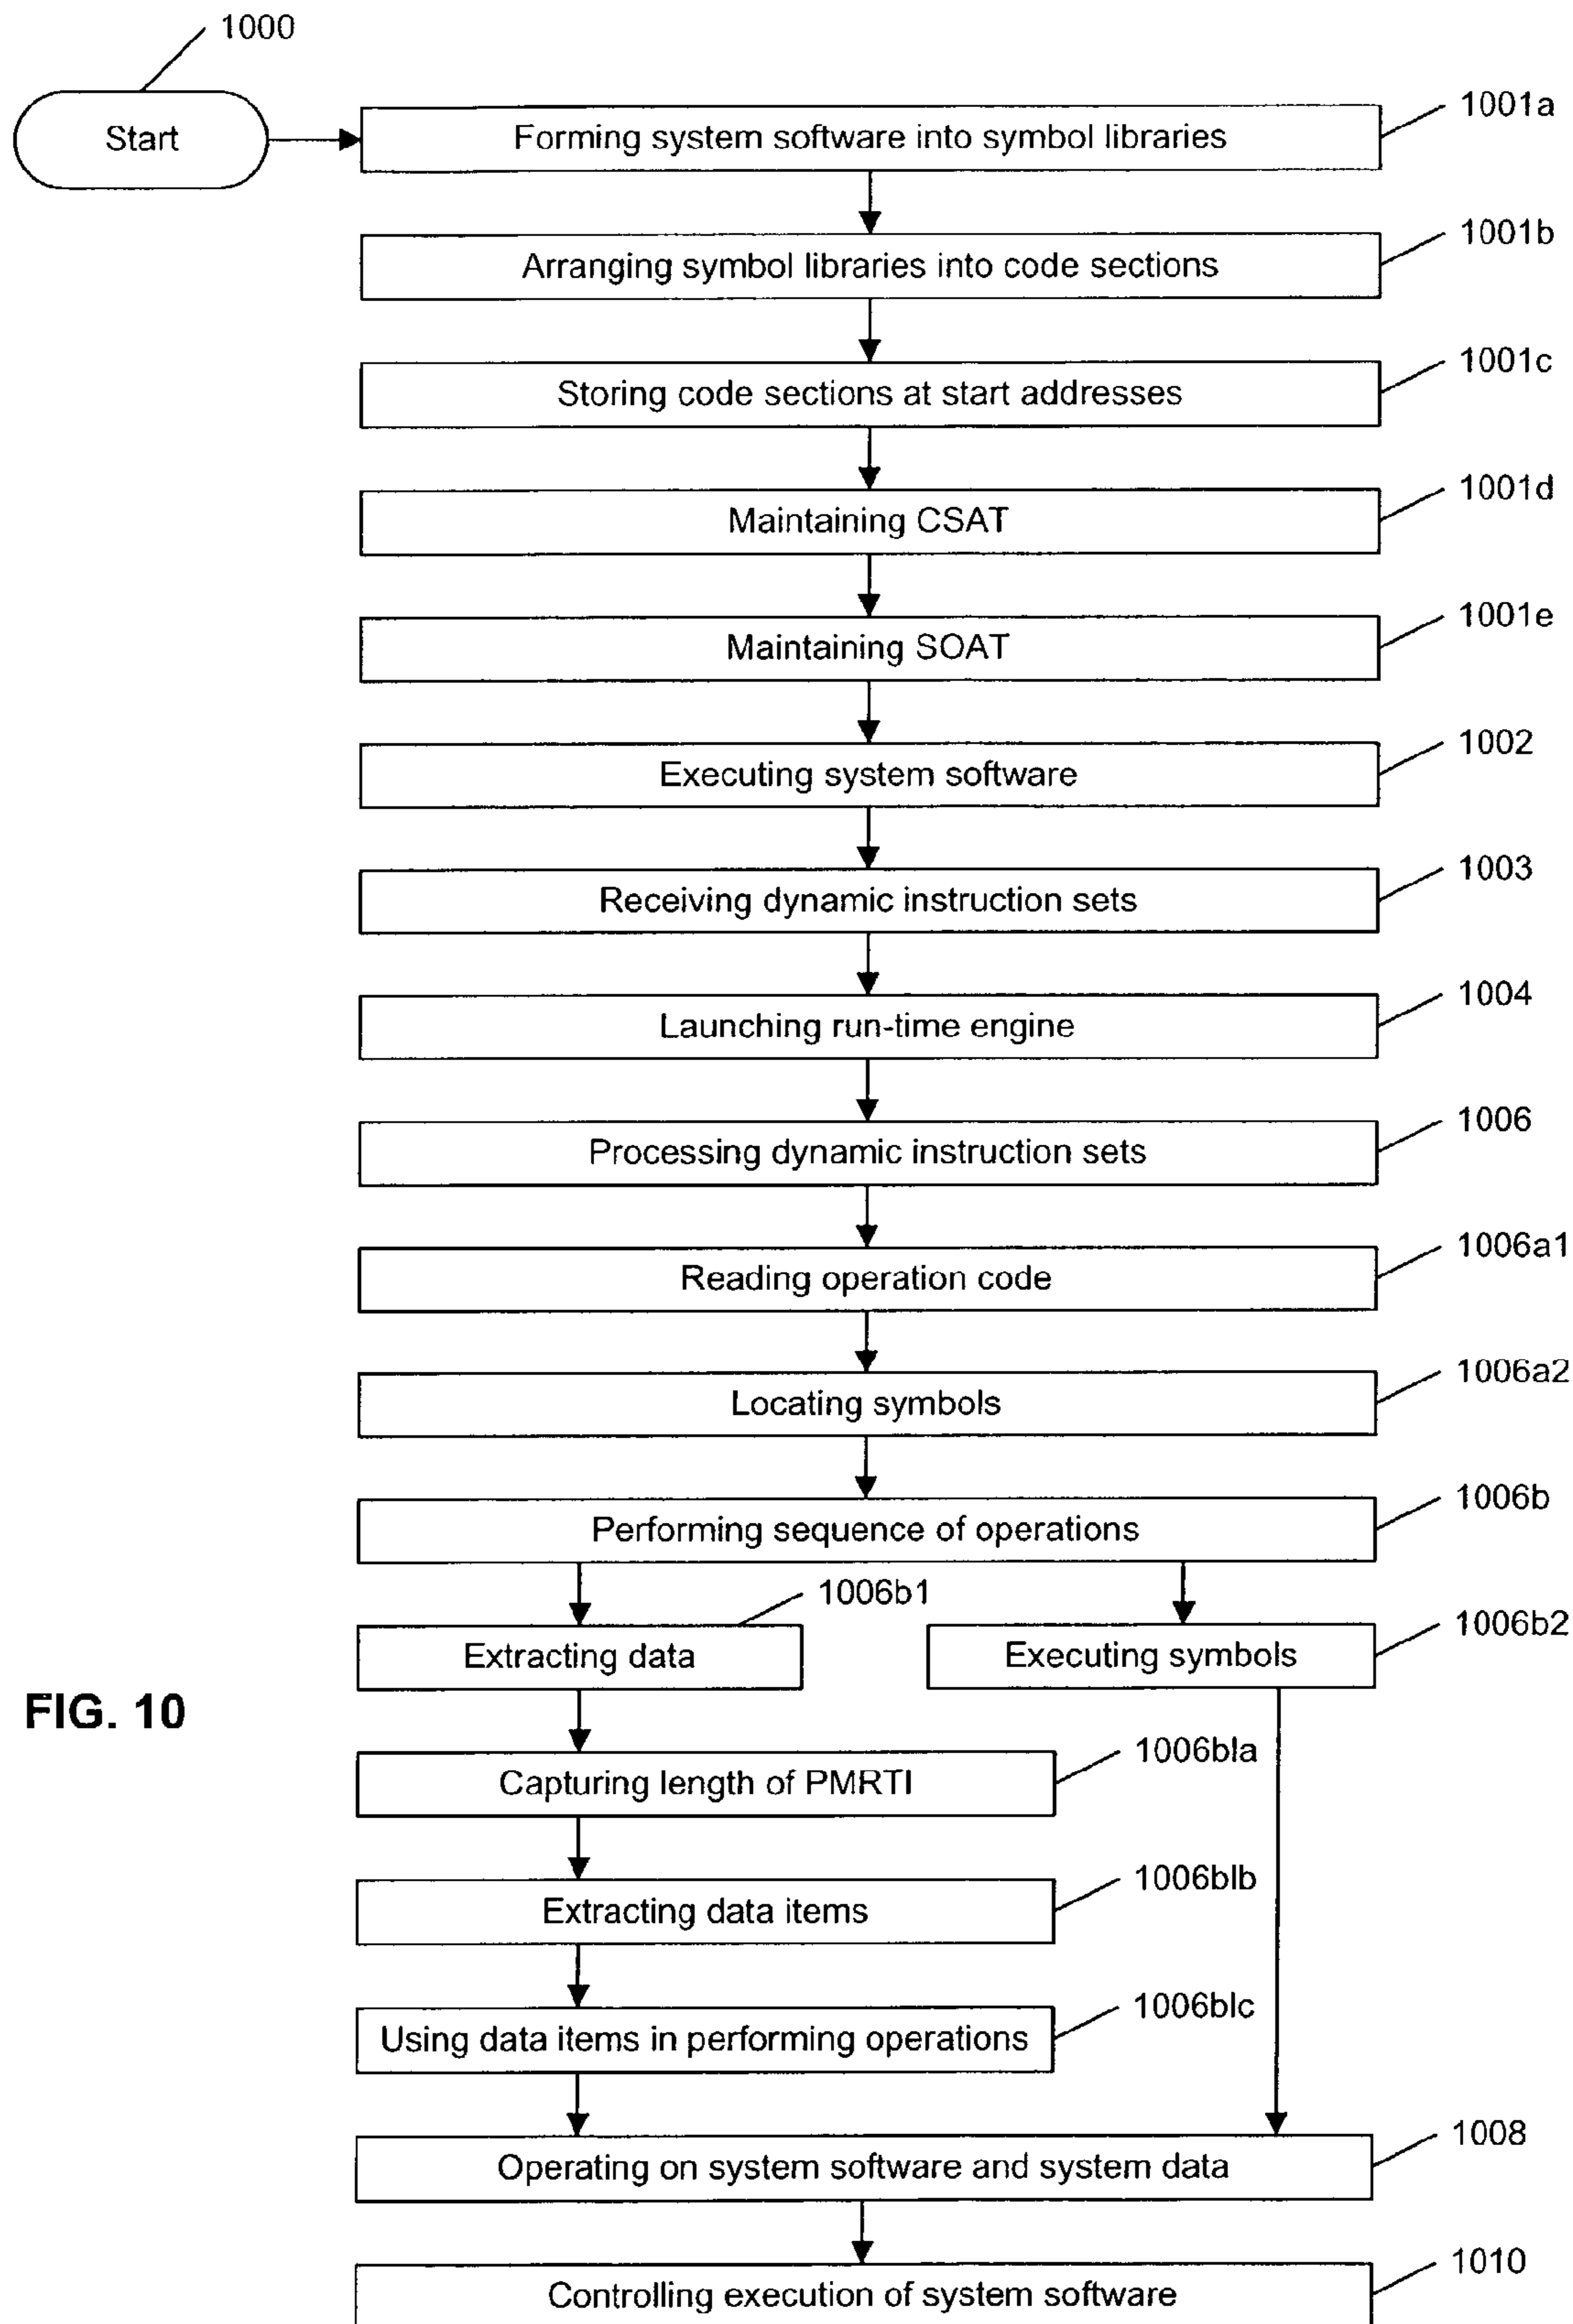 1000
Start
Forming system software into symbol libraries
1001a
Arranging symbol libraries into code sections
1001b
Storing code sections at start addresses
1001c
Maintaining CSAT
1001d
Maintaining SOAT
1001e
Executing system software
1002
Receiving dynamic instruction sets
1003
Launching run-time engine
1004
Processing dynamic instruction sets
1006
Reading operation code
1006a1
Locating symbols
1006a2
Performing sequence of operations
1006b
1006b1
Extracting data
Executing symbols
1006b2
FIG. 10
Capturing length of PMRTI
1006bla
Extracting data items
1006blb
Using data items in performing operations
1006blc
Operating on system software and system data
1008
Controlling execution of system software
1010